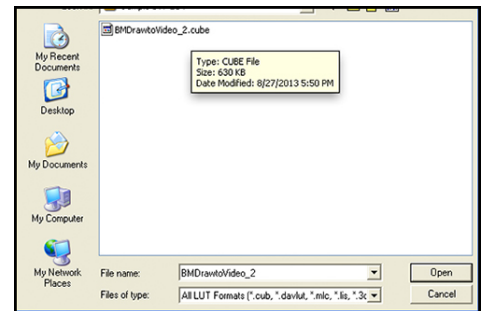 BMDrawtoVideo_2.cube
Type: CUBE File
Size: 630 KB
Date Modified: 8/27/2013 5:50 PM
My Recent
Documents
Desktop
My Documents
My Computer
My Network
Places
File name:
BMDrawtoVideo_2
Open
Files of type:
All LUT Formats (*.cub, *.davlut, *.mlc, *.lis, *.3c
Cancel